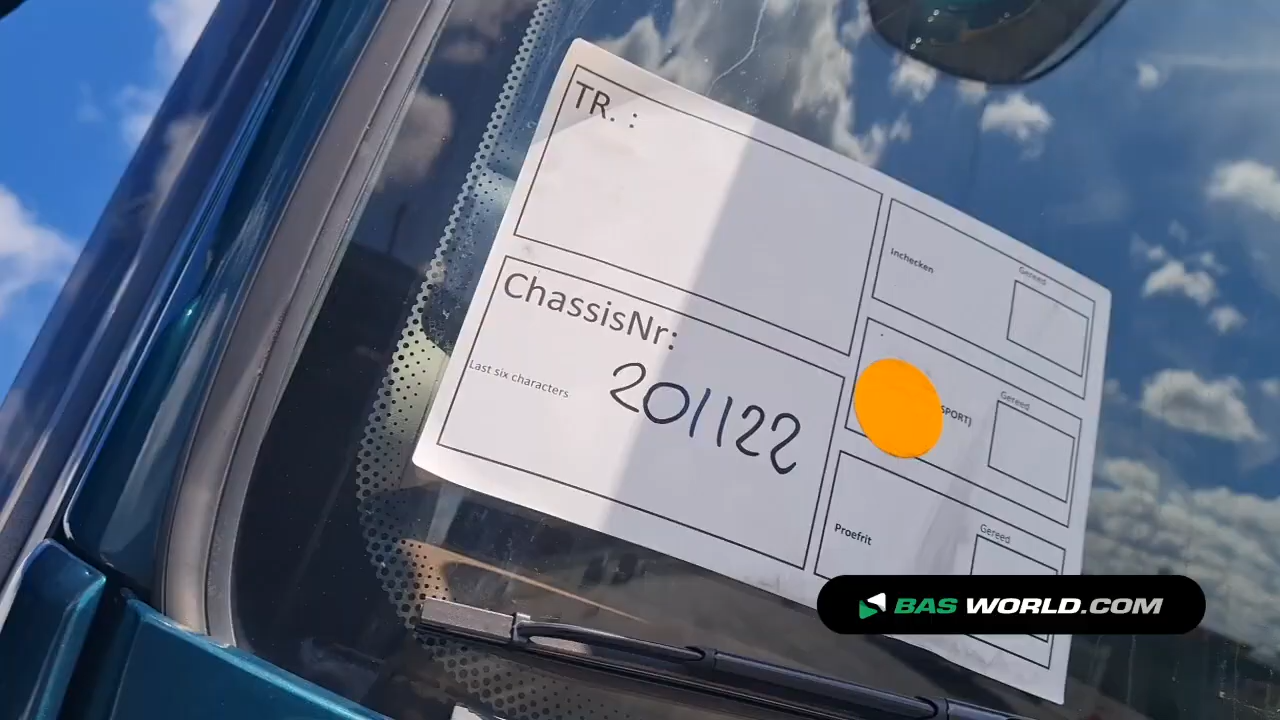 TR. :
ChassisNr:
Last six characters
201122
Inchecken
Gereed
SPORT)
Gereed
Proefrit
Gereed
BAS WORLD.COM